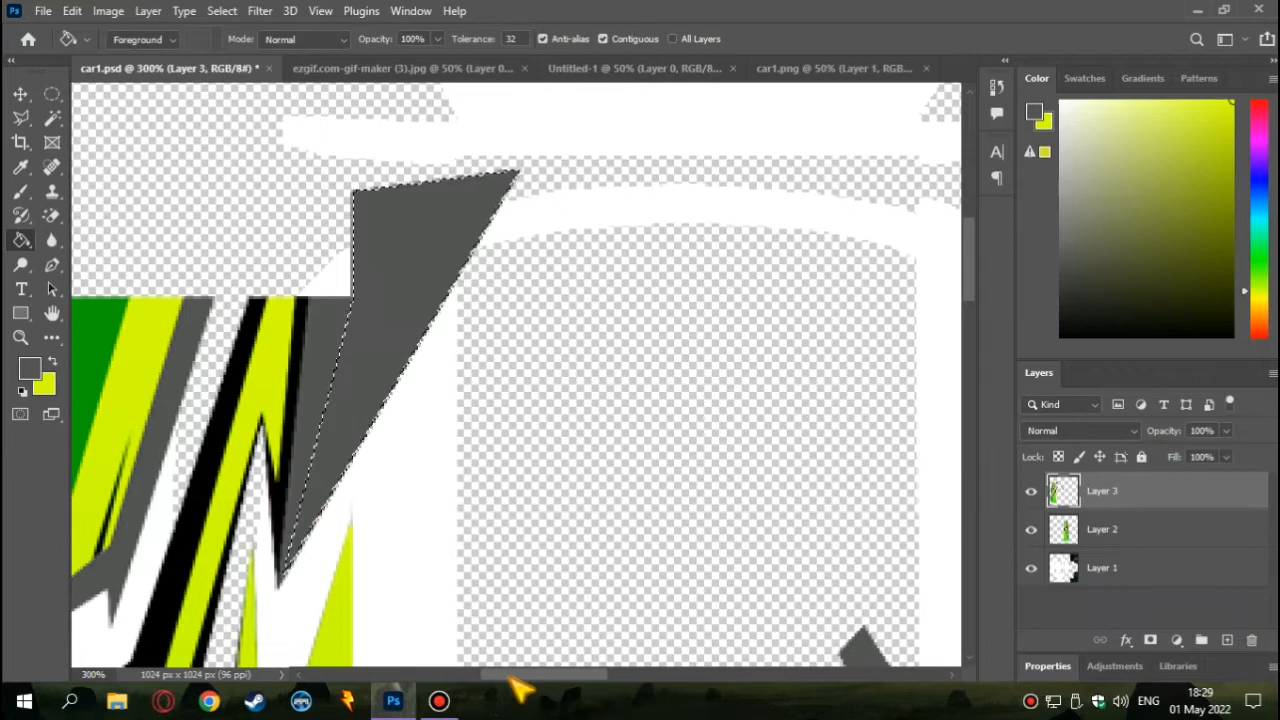 Ps File Edit Image Layer Type Select Filter 3D View Plugins Window Help
Foreground Mode: Normal Opacity: 100% Tolerance: 32 Anti-alias Contiguous All Layers
car1.psd @ 300% (Layer 3, RGB/8#) * × ezgif.com-gif-maker (3).jpg @ 50% (Layer 0... × Untitled-1 @ 50% (Layer 0, RGB/8... × car1.png @ 50% (Layer 1, RGB... ×
Color Swatches Gradients Patterns
Layers
Kind
Normal Opacity: 100%
Lock: Fill: 100%
Layer 3
Layer 2
Layer 1
fx
300% 1024 px x 1024 px (96 ppi)
Properties Adjustments Libraries
Ps
ENG
18:29
01 May 2022